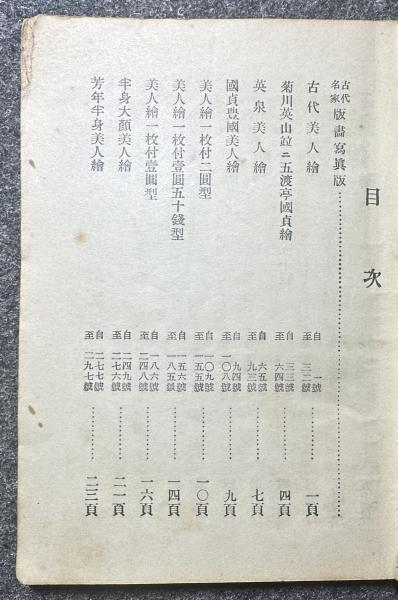 目次
古代名家版畫寫眞版
古代美人繪 自一號至三二號 一頁
菊川英山竝ニ五渡亭國貞繪 自三三號至六四號 四頁
英泉美人繪 自六五號至九三號 七頁
國貞豊國美人繪 自九四號至一〇八號 九頁
美人繪一枚付二圓型 自一〇九號至一五五號 一〇頁
美人繪一枚付壹圓五十錢型 自一五六號至一八五號 一四頁
美人繪一枚付壹圓型 自一八六號至二四八號 一六頁
半身大顏美人繪 自二四九號至二七六號 二一頁
芳年半身美人繪 自二七七號至二九七號 二三頁